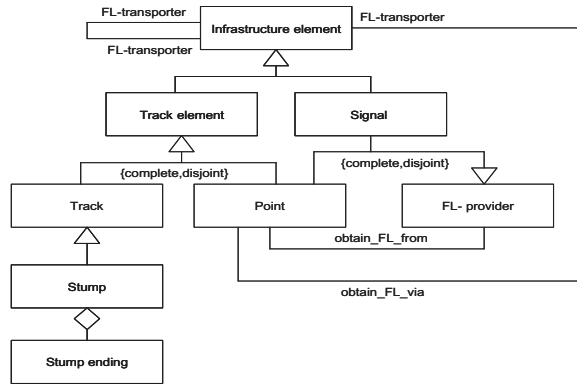 FL-transporter
Infrastructure element
FL-transporter
FL-transporter
Track element
Signal
{complete,disjoint}
{complete,disjoint}
Track
Point
FL- provider
obtain_FL_from
Stump
obtain_FL_via
Stump ending